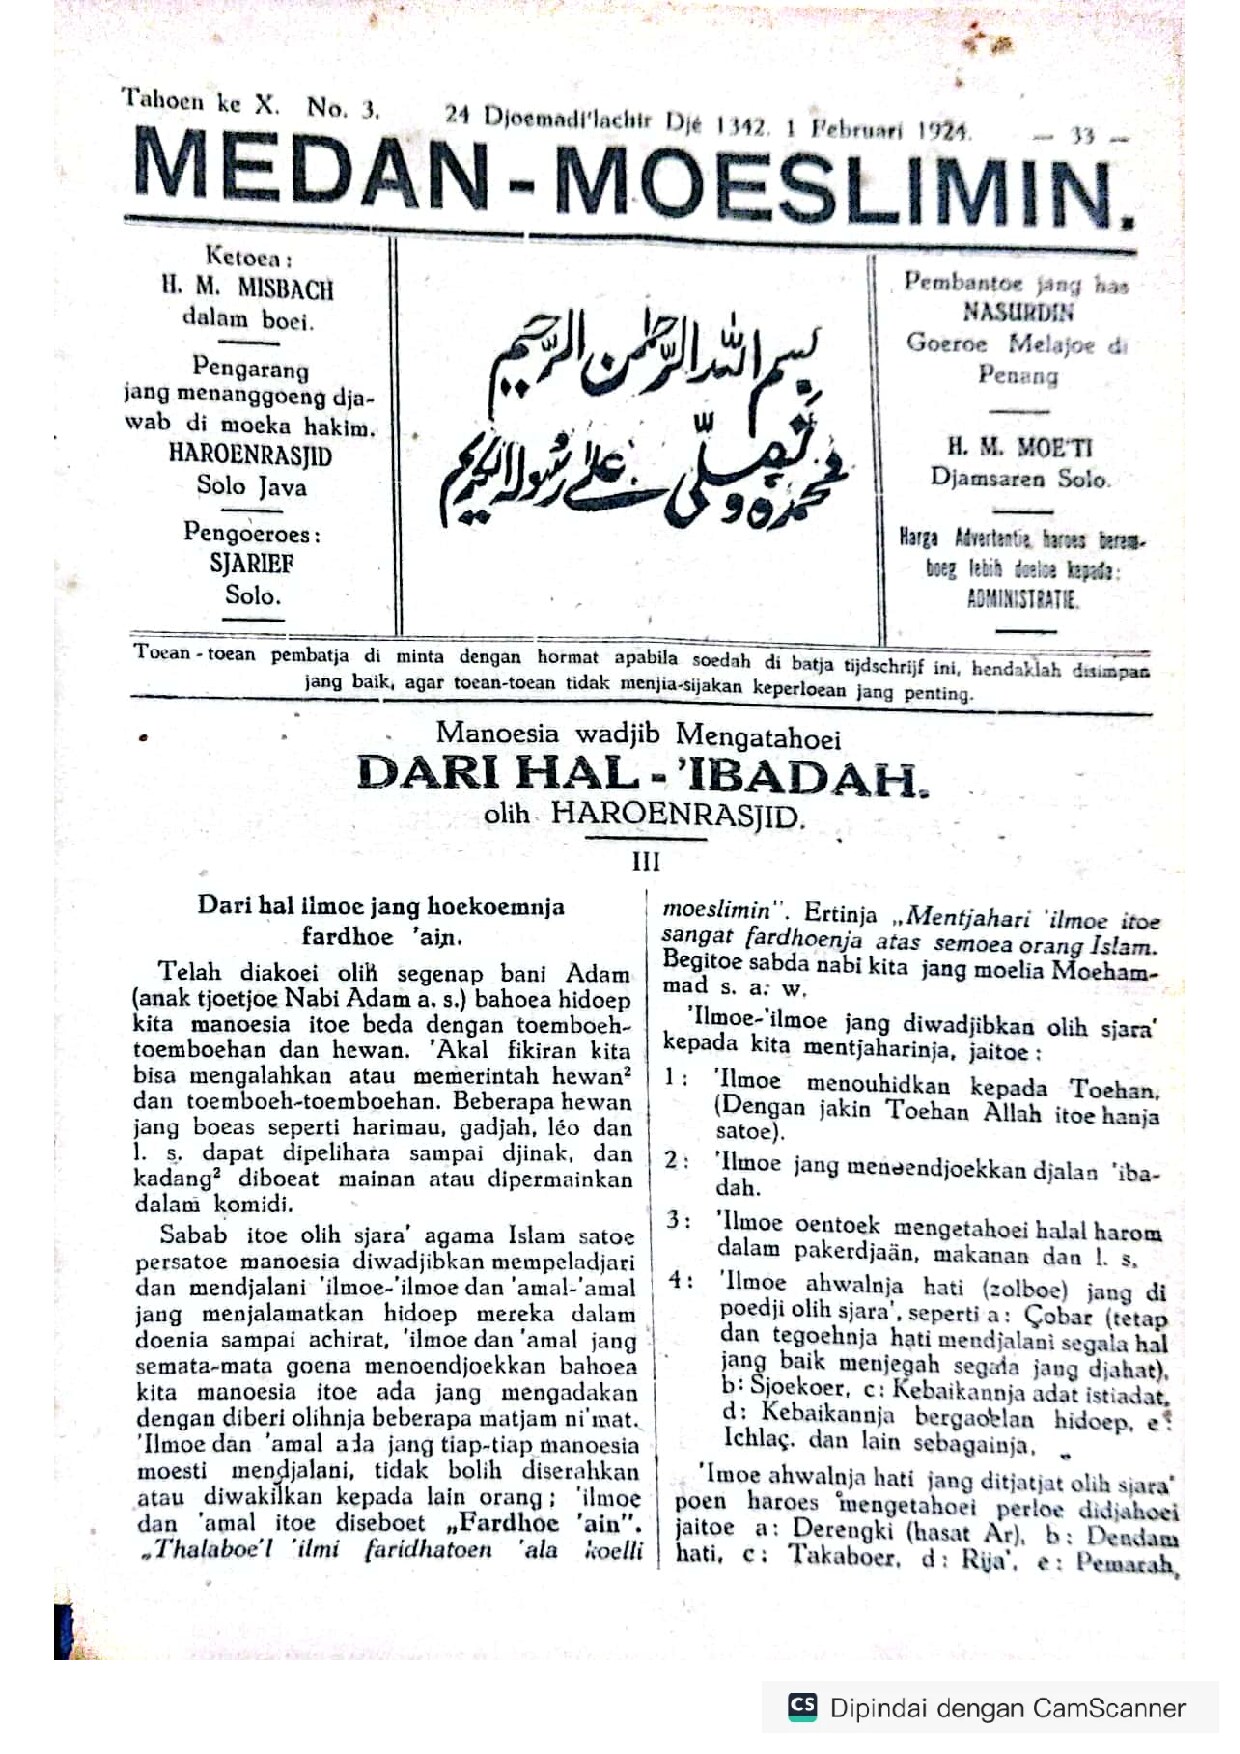 Tahoen ke X. No. 3. 24 Djoemadi'lachir Djé 1342. 1 Februari 1924. — 33 —
MEDAN-MOESLIMIN.
Ketoea :
H. M. MISBACH
dalam boei.
Pengarang
jang menanggoeng dja-
wab di moeka hakim.
HAROENRASJID
Solo Java
Pengoeroes :
SJARIEF
Solo.
بسم الله الرحمن الرحيم
نحمده ونصلى على رسوله الكريم
Pembantoe jang has
NASURDIN
Goeroe Melajoe di
Penang
H. M. MOE'TI
Djamsaren Solo.
Harga Advertentie, haroes berem-
boeg lebih doeloe kepada:
ADMINISTRATIE.
Toean-toean pembatja di minta dengan hormat apabila soedah di batja tijdschrijf ini, hendaklah disimpan
jang baik, agar toean-toean tidak menjia-sijakan keperloean jang penting.
Manoesia wadjib Mengatahoei
DARI HAL-'IBADAH.
olih HAROENRASJID.
III
Dari hal ilmoe jang hoekoemnja
fardhoe 'ain.
Telah diakoei olih segenap bani Adam
(anak tjoetjoe Nabi Adam a. s.) bahoea hidoep
kita manoesia itoe beda dengan toemboeh-
toemboehan dan hewan. 'Akal fikiran kita
bisa mengalahkan atau memerintah hewan²
dan toemboeh-toemboehan. Beberapa hewan
jang boeas seperti harimau, gadjah, léo dan
l. s. dapat dipelihara sampai djinak, dan
kadang² diboeat mainan atau dipermainkan
dalam komidi.
Sabab itoe olih sjara' agama Islam satoe
persatoe manoesia diwadjibkan mempeladjari
dan mendjalani 'ilmoe-'ilmoe dan 'amal-'amal
jang menjalamatkan hidoep mereka dalam
doenia sampai achirat, 'ilmoe dan 'amal jang
semata-mata goena menoendjoekkan bahoea
kita manoesia itoe ada jang mengadakan
dengan diberi olihnja beberapa matjam ni'mat.
'Ilmoe dan 'amal ada jang tiap-tiap manoesia
moesti mendjalani, tidak bolih diserahkan
atau diwakilkan kepada lain orang ; 'ilmoe
dan 'amal itoe diseboet „Fardhoe 'ain".
„Thalaboe'l 'ilmi faridhatoen 'ala koelli
moeslimin". Ertinja „Mentjahari 'ilmoe itoe
sangat fardhoenja atas semoea orang Islam.
Begitoe sabda nabi kita jang moelia Moeham-
mad s. a. w.
'Ilmoe-'ilmoe jang diwadjibkan olih sjara'
kepada kita mentjaharinja, jaitoe :
1 : 'Ilmoe menouhidkan kepada Toehan,
(Dengan jakin Toehan Allah itoe hanja
satoe).
2 : 'Ilmoe jang menoendjoekkan djalan 'iba-
dah.
3 : 'Ilmoe oentoek mengetahoei halal harom
dalam pakerdjaän, makanan dan l. s.
4 : 'Ilmoe ahwalnja hati (zolboe) jang di
poedji olih sjara', seperti a : Çobar (tetap
dan tegoehnja hati mendjalani segala hal
jang baik menjegah segala jang djahat),
b : Sjoekoer, c : Kebaikannja adat istiadat,
d : Kebaikannja bergaoelan hidoep, e :
Ichlaç. dan lain sebagainja.
'Imoe ahwalnja hati jang ditjatjat olih sjara'
poen haroes mengetahoei perloe didjahoei
jaitoe a : Derengki (hasat Ar), b : Dendam
hati, c : Takaboer, d : Rija', e : Pemarah,
CS Dipindai dengan CamScanner